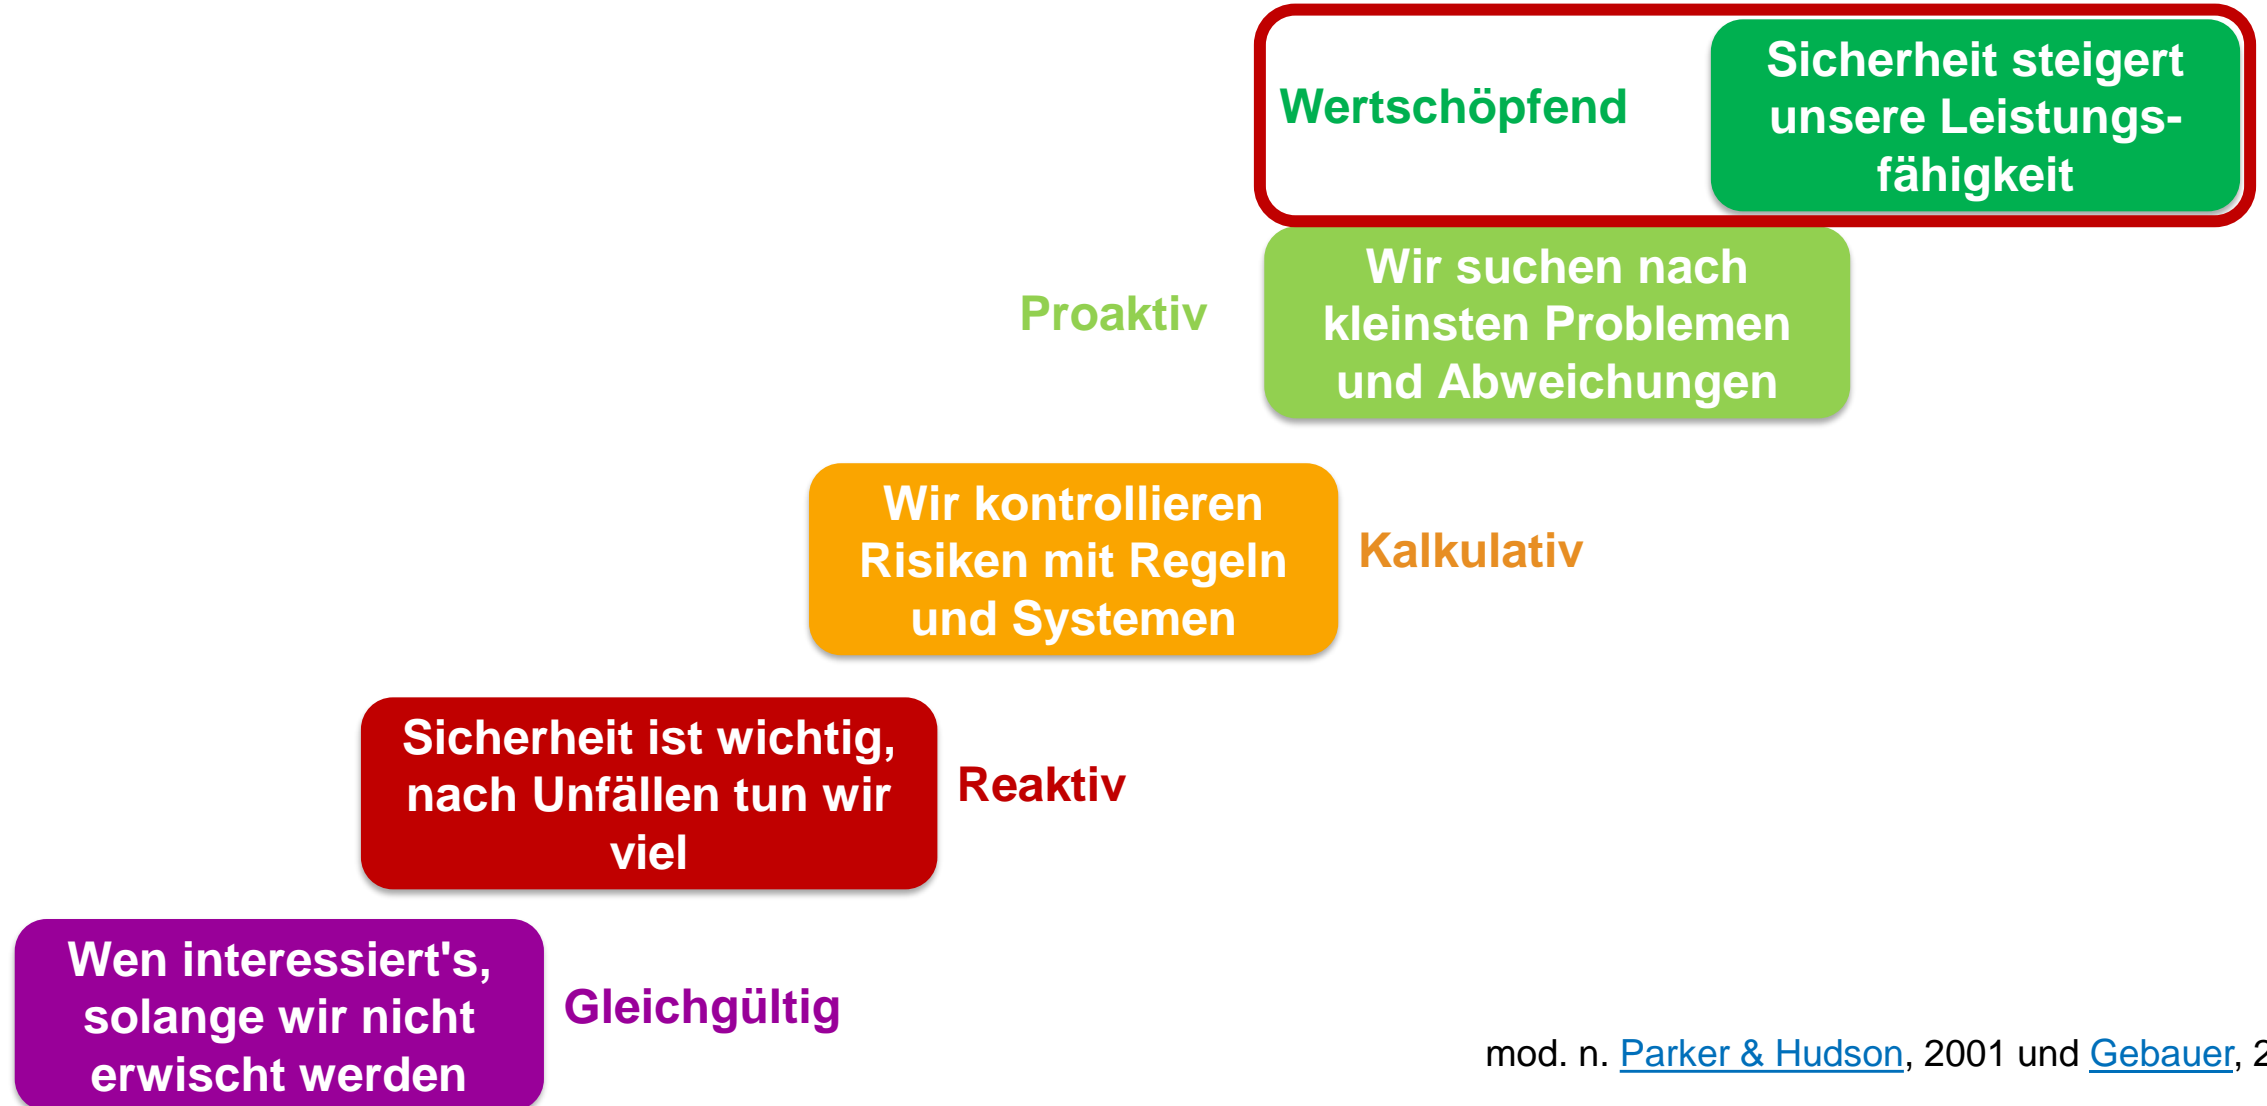 Wertschöpfend
Sicherheit steigert
unsere Leistungs-
fähigkeit
Proaktiv
Wir suchen nach
kleinsten Problemen
und Abweichungen
Wir kontrollieren
Risiken mit Regeln
und Systemen
Kalkulativ
Sicherheit ist wichtig,
nach Unfällen tun wir
viel
Reaktiv
Wen interessiert's,
solange wir nicht
erwischt werden
Gleichgültig
mod. n. Parker & Hudson, 2001 und Gebauer,